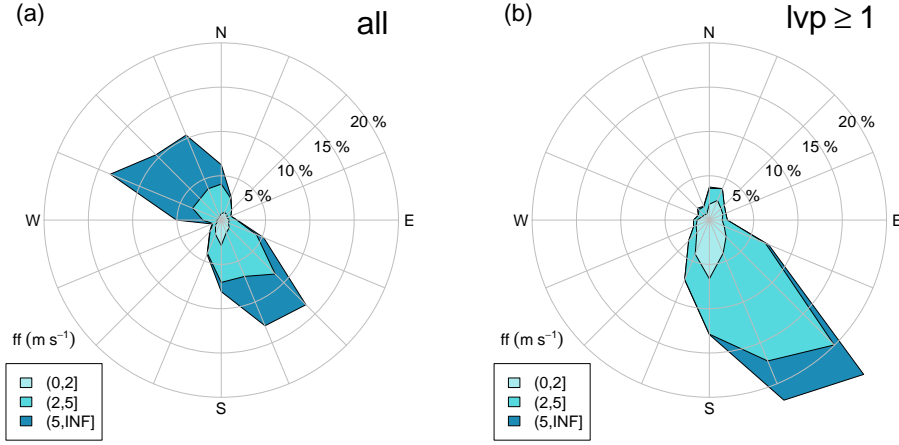 (a)
all
N
20 %
15 %
10 %
5 %
W
E
S
ff (m s⁻¹)
(0,2]
(2,5]
(5,INF]
(b)
lvp ≥ 1
N
20 %
15 %
10 %
5 %
W
E
S
ff (m s⁻¹)
(0,2]
(2,5]
(5,INF]